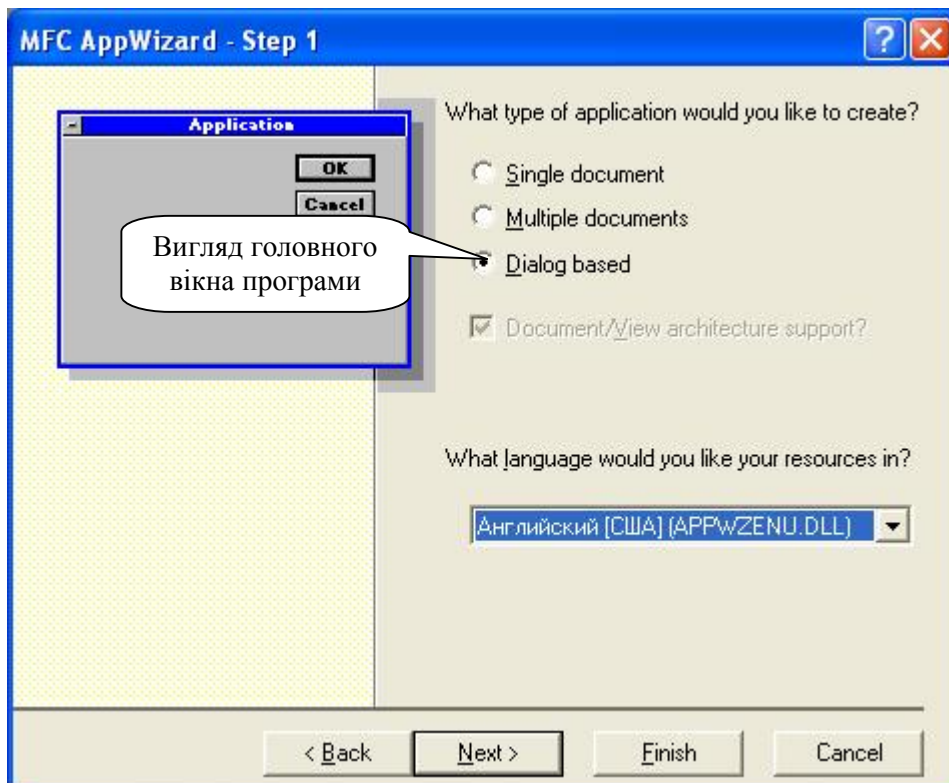 MFC AppWizard - Step 1
Application
OK
Cancel
Вигляд головного
вікна програми
What type of application would you like to create?
Single document
Multiple documents
Dialog based
Document/View architecture support?
What language would you like your resources in?
Английский [США] (APPWZENU.DLL)
< Back
Next >
Finish
Cancel